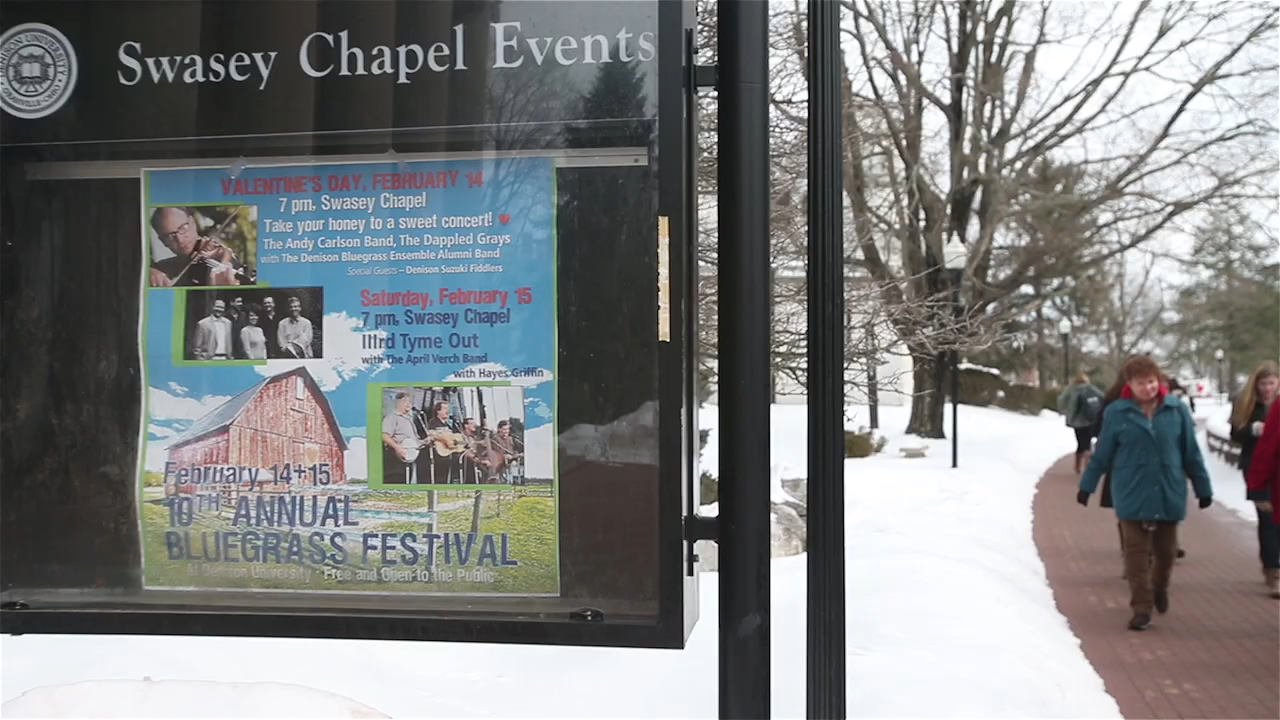 Swasey Chapel Events
VALENTINE'S DAY, FEBRUARY 14
7 pm, Swasey Chapel
Take your honey to a sweet concert!
The Andy Carlson Band, The Dappled Grays
with The Denison Bluegrass Ensemble Alumni Band
Special Guests – Denison Suzuki Fiddlers
Saturday, February 15
7 pm, Swasey Chapel
IIIrd Tyme Out
with The April Verch Band
with Hayes Griffin
February 14+15
10TH ANNUAL
BLUEGRASS FESTIVAL
At Denison University · Free and Open to the Public